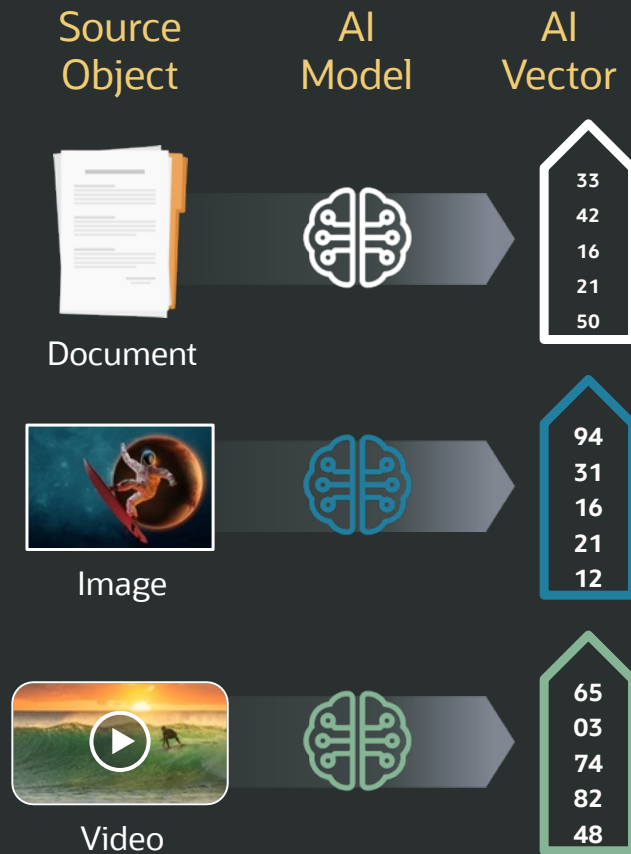 Source
Object
AI
Model
AI
Vector
33
42
16
21
50
Document
94
31
16
21
12
Image
65
03
74
82
48
Video